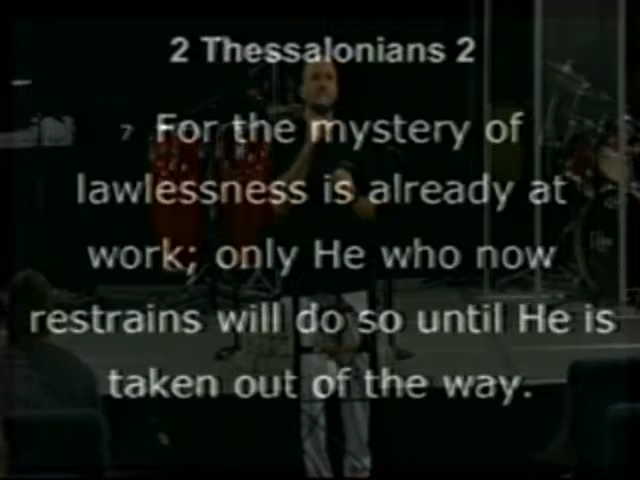 2 Thessalonians 2
7 For the mystery of
lawlessness is already at
work; only He who now
restrains will do so until He is
taken out of the way.